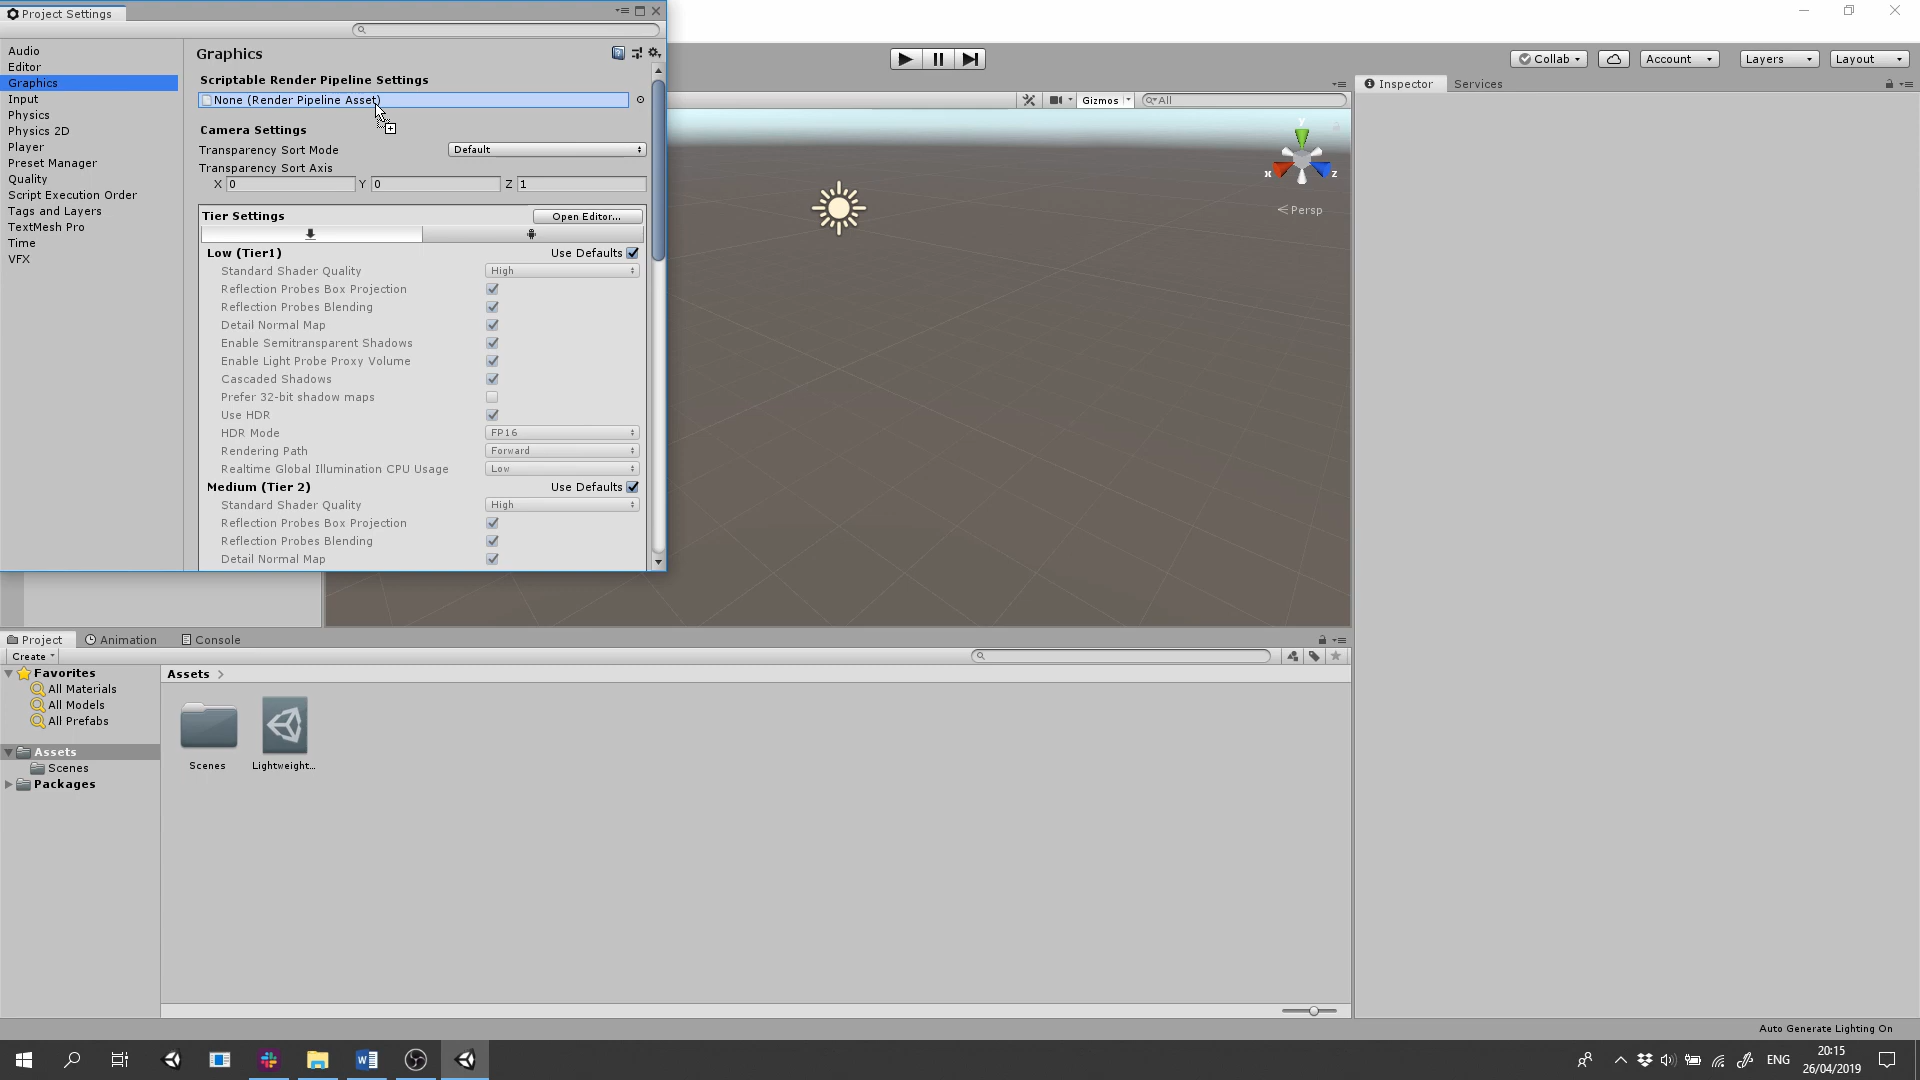 Project Settings
Audio
Editor
Graphics
Input
Physics
Physics 2D
Player
Preset Manager
Quality
Script Execution Order
Tags and Layers
TextMesh Pro
Time
VFX
Graphics
Scriptable Render Pipeline Settings
None (Render Pipeline Asset)
Camera Settings
Transparency Sort Mode Default
Transparency Sort Axis
X 0 Y 0 Z 1
Tier Settings Open Editor...
Low (Tier1) Use Defaults
Standard Shader Quality High
Reflection Probes Box Projection
Reflection Probes Blending
Detail Normal Map
Enable Semitransparent Shadows
Enable Light Probe Proxy Volume
Cascaded Shadows
Prefer 32-bit shadow maps
Use HDR
HDR Mode FP16
Rendering Path Forward
Realtime Global Illumination CPU Usage Low
Medium (Tier 2) Use Defaults
Standard Shader Quality High
Reflection Probes Box Projection
Reflection Probes Blending
Detail Normal Map
Collab Account Layers Layout
Gizmos All
y
x z
Persp
Inspector Services
Project Animation Console
Create
Favorites
All Materials
All Models
All Prefabs
Assets
Scenes
Packages
Assets
Scenes Lightweight...
Auto Generate Lighting On
ENG
20:15
26/04/2019